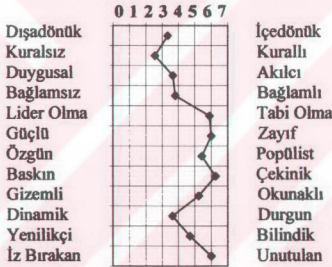 0 1 2 3 4 5 6 7
Dışadönük İçedönük
Kuralsız Kurallı
Duygusal Akılcı
Bağlamsız Bağlamlı
Lider Olma Tabi Olma
Güçlü Zayıf
Özgün Popülist
Baskın Çekinik
Gizemli Okunaklı
Dinamik Durgun
Yenilikçi Bilindik
İz Bırakan Unutulan